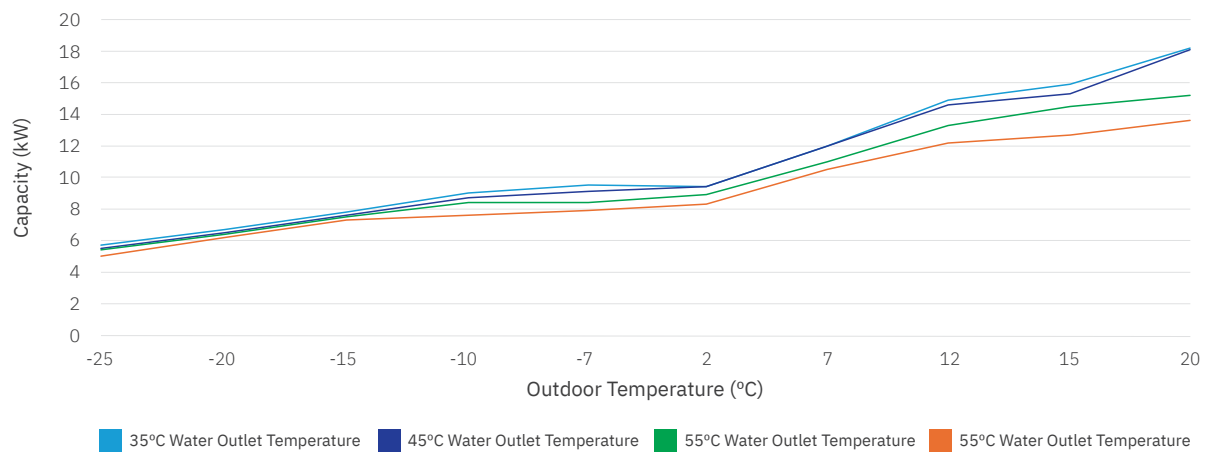 20
18
16
14
12
10
8
6
4
2
0
Capacity (kW)
-25 -20 -15 -10 -7 2 7 12 15 20
Outdoor Temperature (ºC)
35ºC Water Outlet Temperature 45ºC Water Outlet Temperature 55ºC Water Outlet Temperature 55ºC Water Outlet Temperature